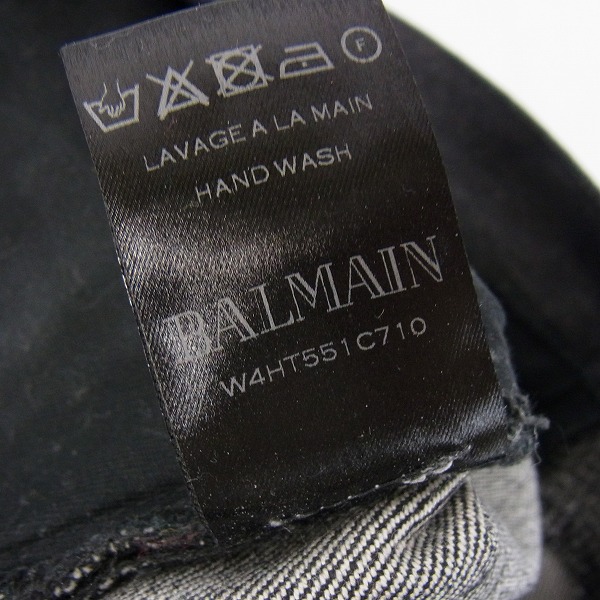 F
LAVAGE A LA MAIN
HAND WASH
BALMAIN
W4HT551C710